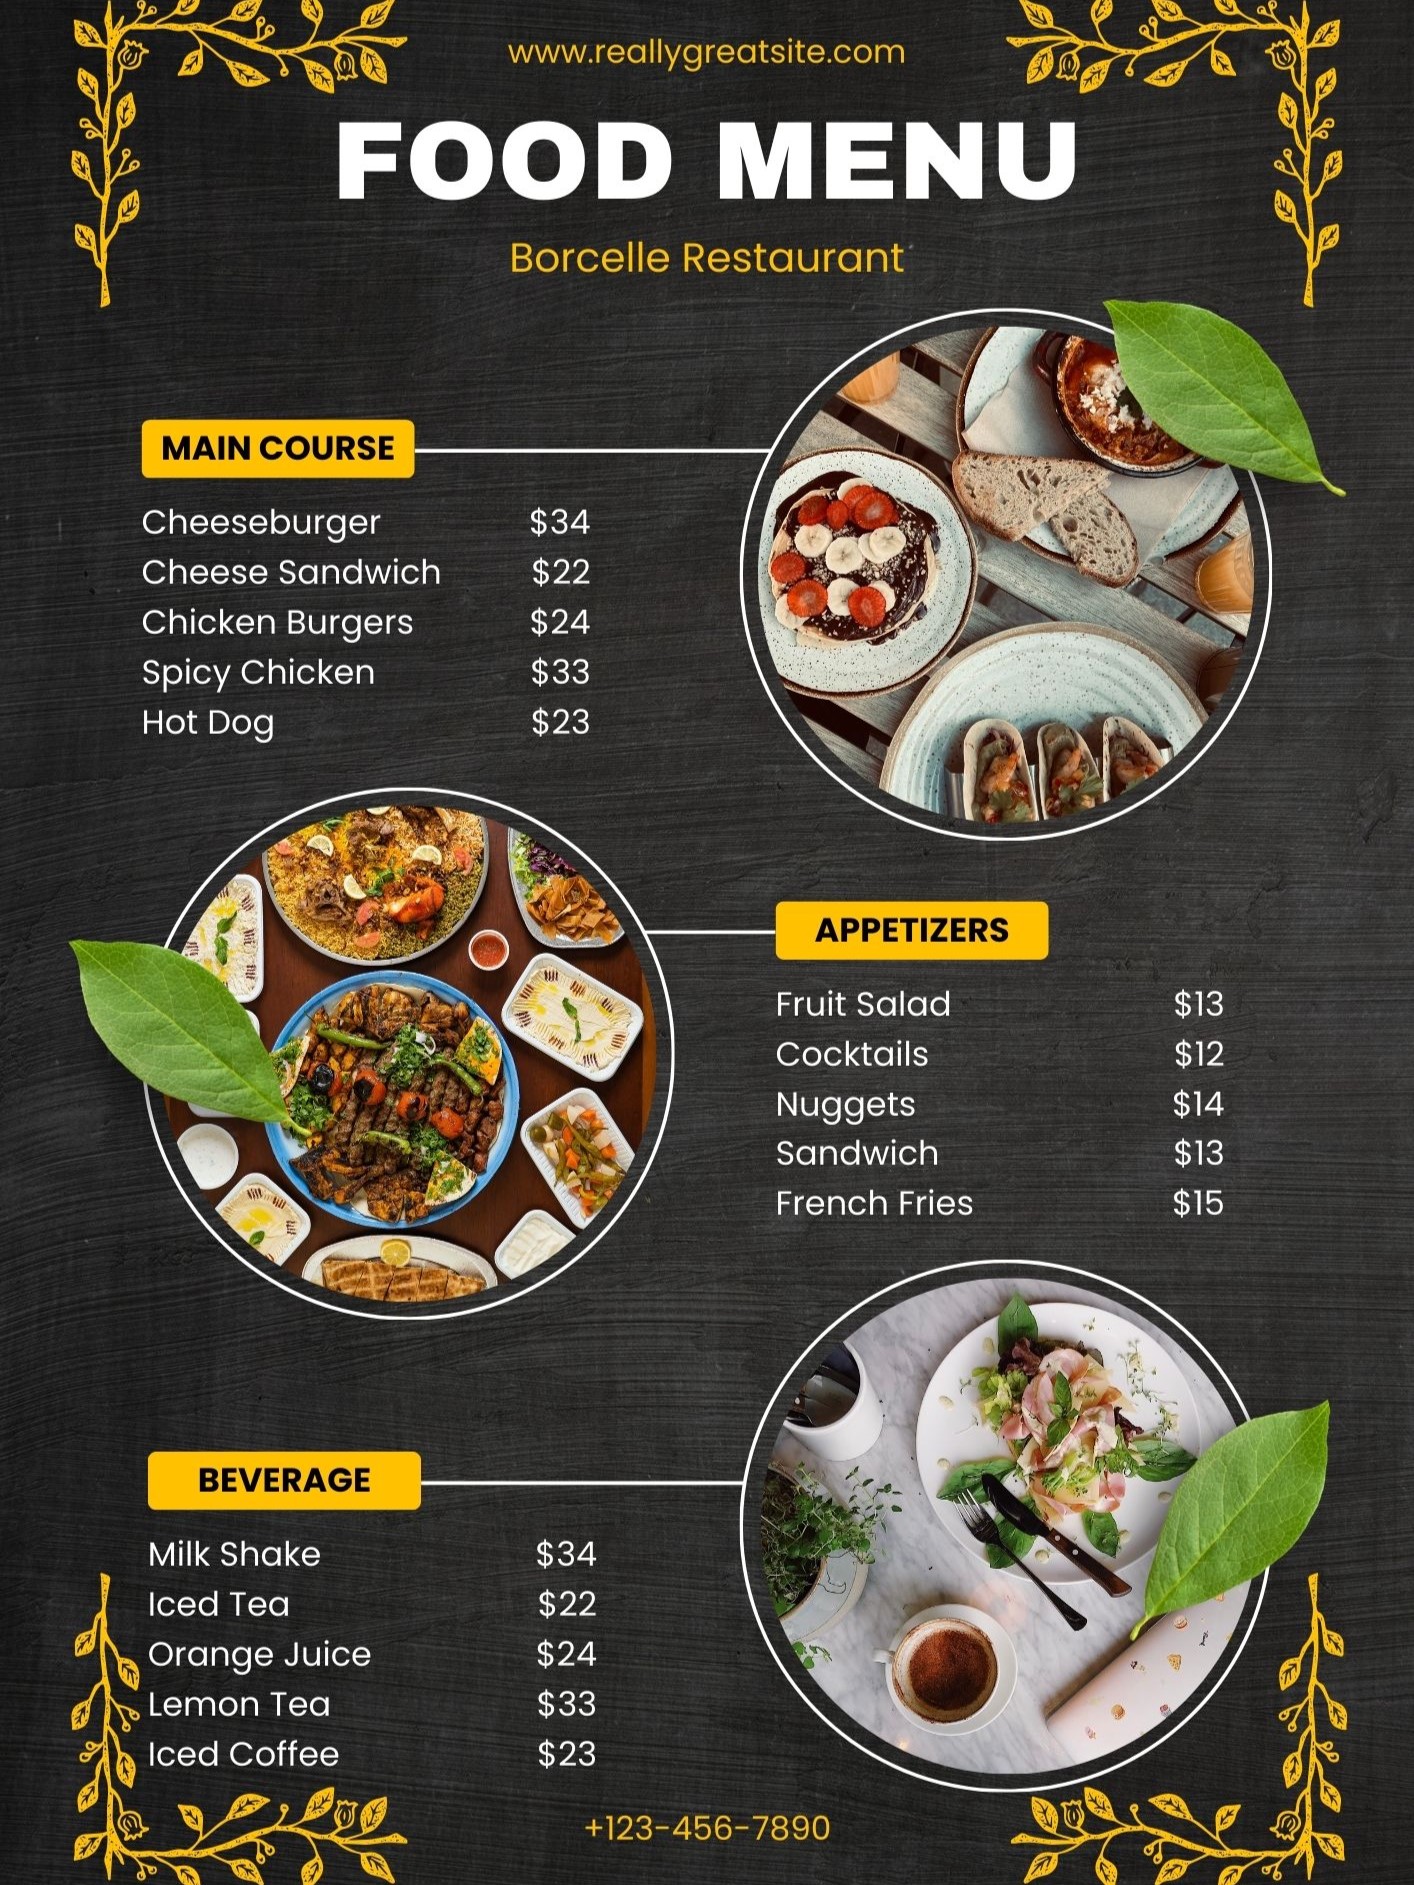 www.reallygreatsite.com
FOOD MENU
Borcelle Restaurant
MAIN COURSE
Cheeseburger $34
Cheese Sandwich $22
Chicken Burgers $24
Spicy Chicken $33
Hot Dog $23
APPETIZERS
Fruit Salad $13
Cocktails $12
Nuggets $14
Sandwich $13
French Fries $15
BEVERAGE
Milk Shake $34
Iced Tea $22
Orange Juice $24
Lemon Tea $33
Iced Coffee $23
+123-456-7890